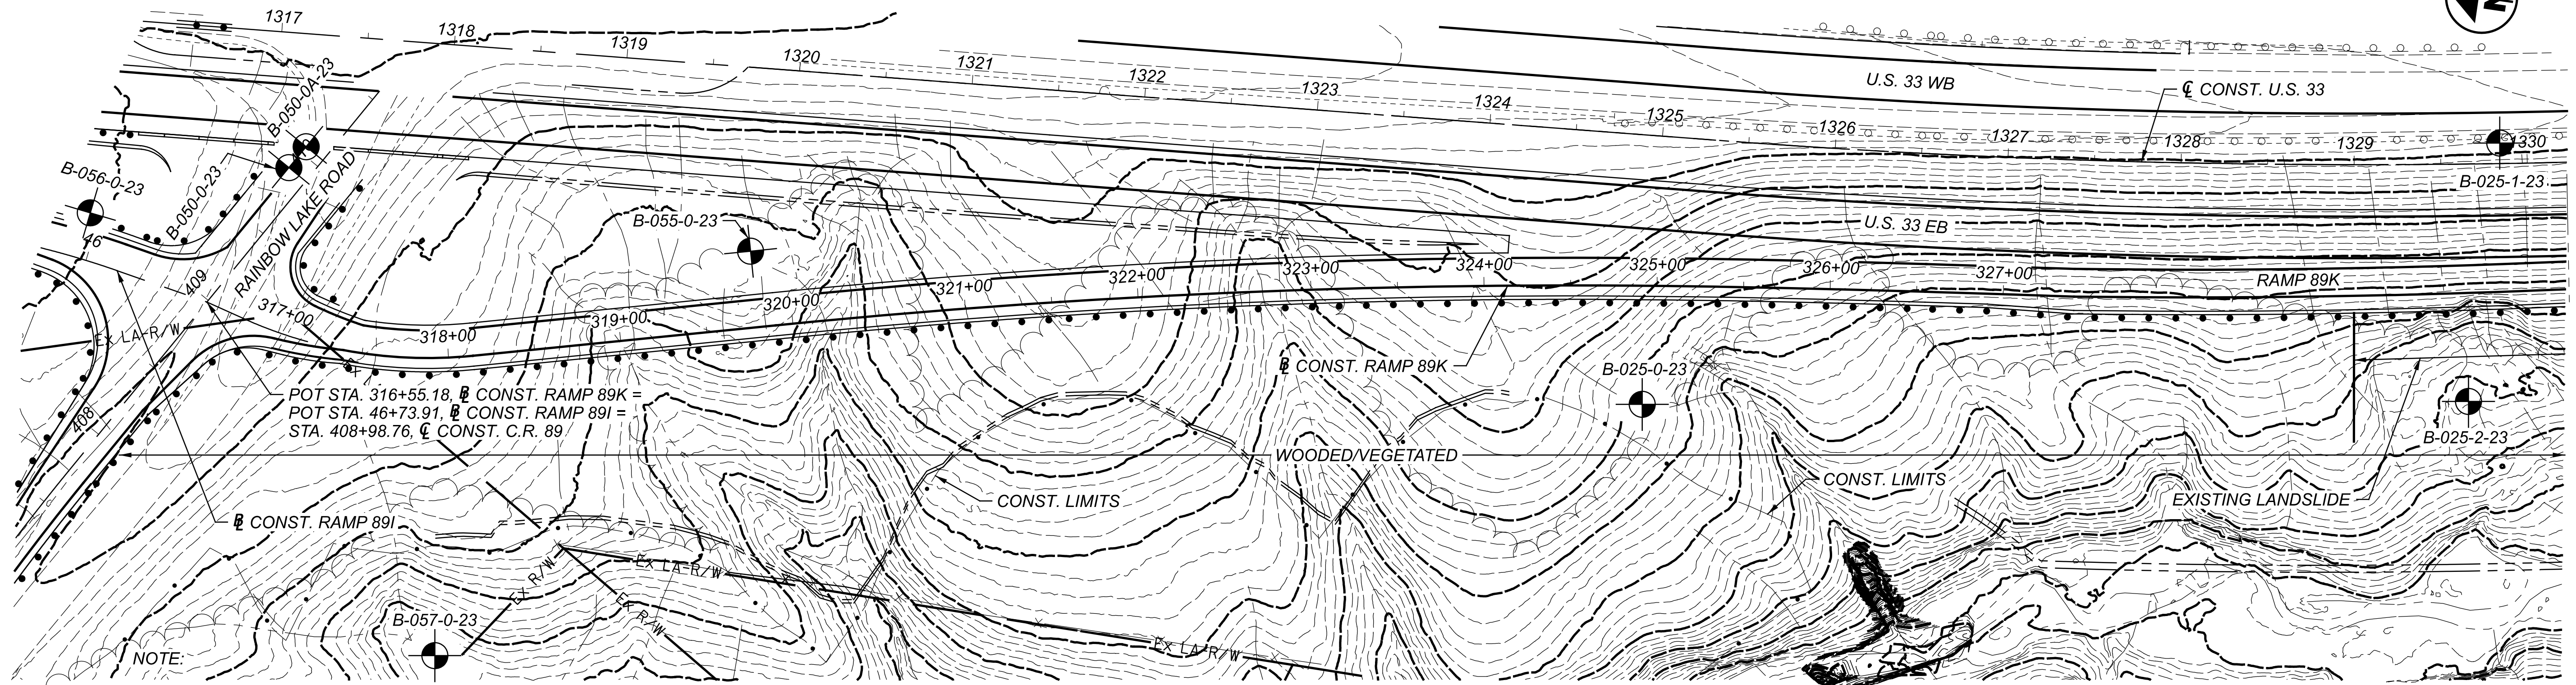 1317
1318
1319
1320
1321
1322
1323
1324
1325
1326
1327
1328
1329
1330
N
U.S. 33 WB
℄ CONST. U.S. 33
B-050-0A-23
B-056-0-23
B-050-0-23
RAINBOW LAKE ROAD
B-055-0-23
B-025-1-23
U.S. 33 EB
46
409
408
317+00
318+00
319+00
320+00
321+00
322+00
323+00
324+00
325+00
326+00
327+00
RAMP 89K
Ex LA-R/W
B CONST. RAMP 89K
B-025-0-23
B-025-2-23
POT STA. 316+55.18, B CONST. RAMP 89K =
POT STA. 46+73.91, B CONST. RAMP 89I =
STA. 408+98.76, ℄ CONST. C.R. 89
WOODED/VEGETATED
CONST. LIMITS
CONST. LIMITS
EXISTING LANDSLIDE
B CONST. RAMP 89I
Ex R/W
Ex LA-R/W
Ex R/W
Ex LA-R/W
B-057-0-23
NOTE: